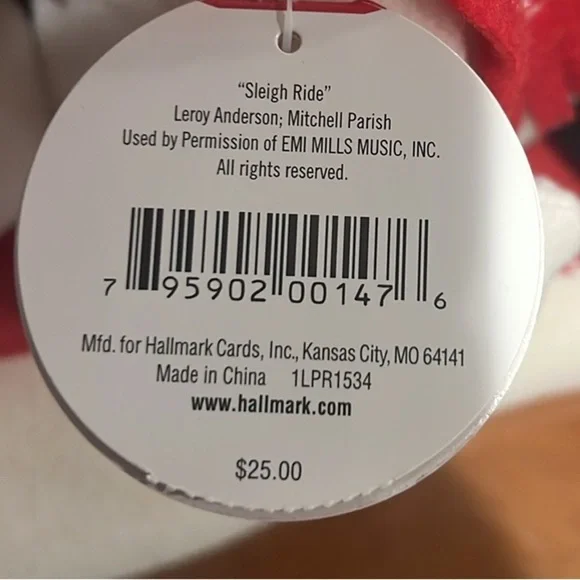 “Sleigh Ride”
Leroy Anderson; Mitchell Parish
Used by Permission of EMI MILLS MUSIC, INC.
All rights reserved.
7 95902 00147 6
Mfd. for Hallmark Cards, Inc., Kansas City, MO 64141
Made in China 1LPR1534
www.hallmark.com
$25.00